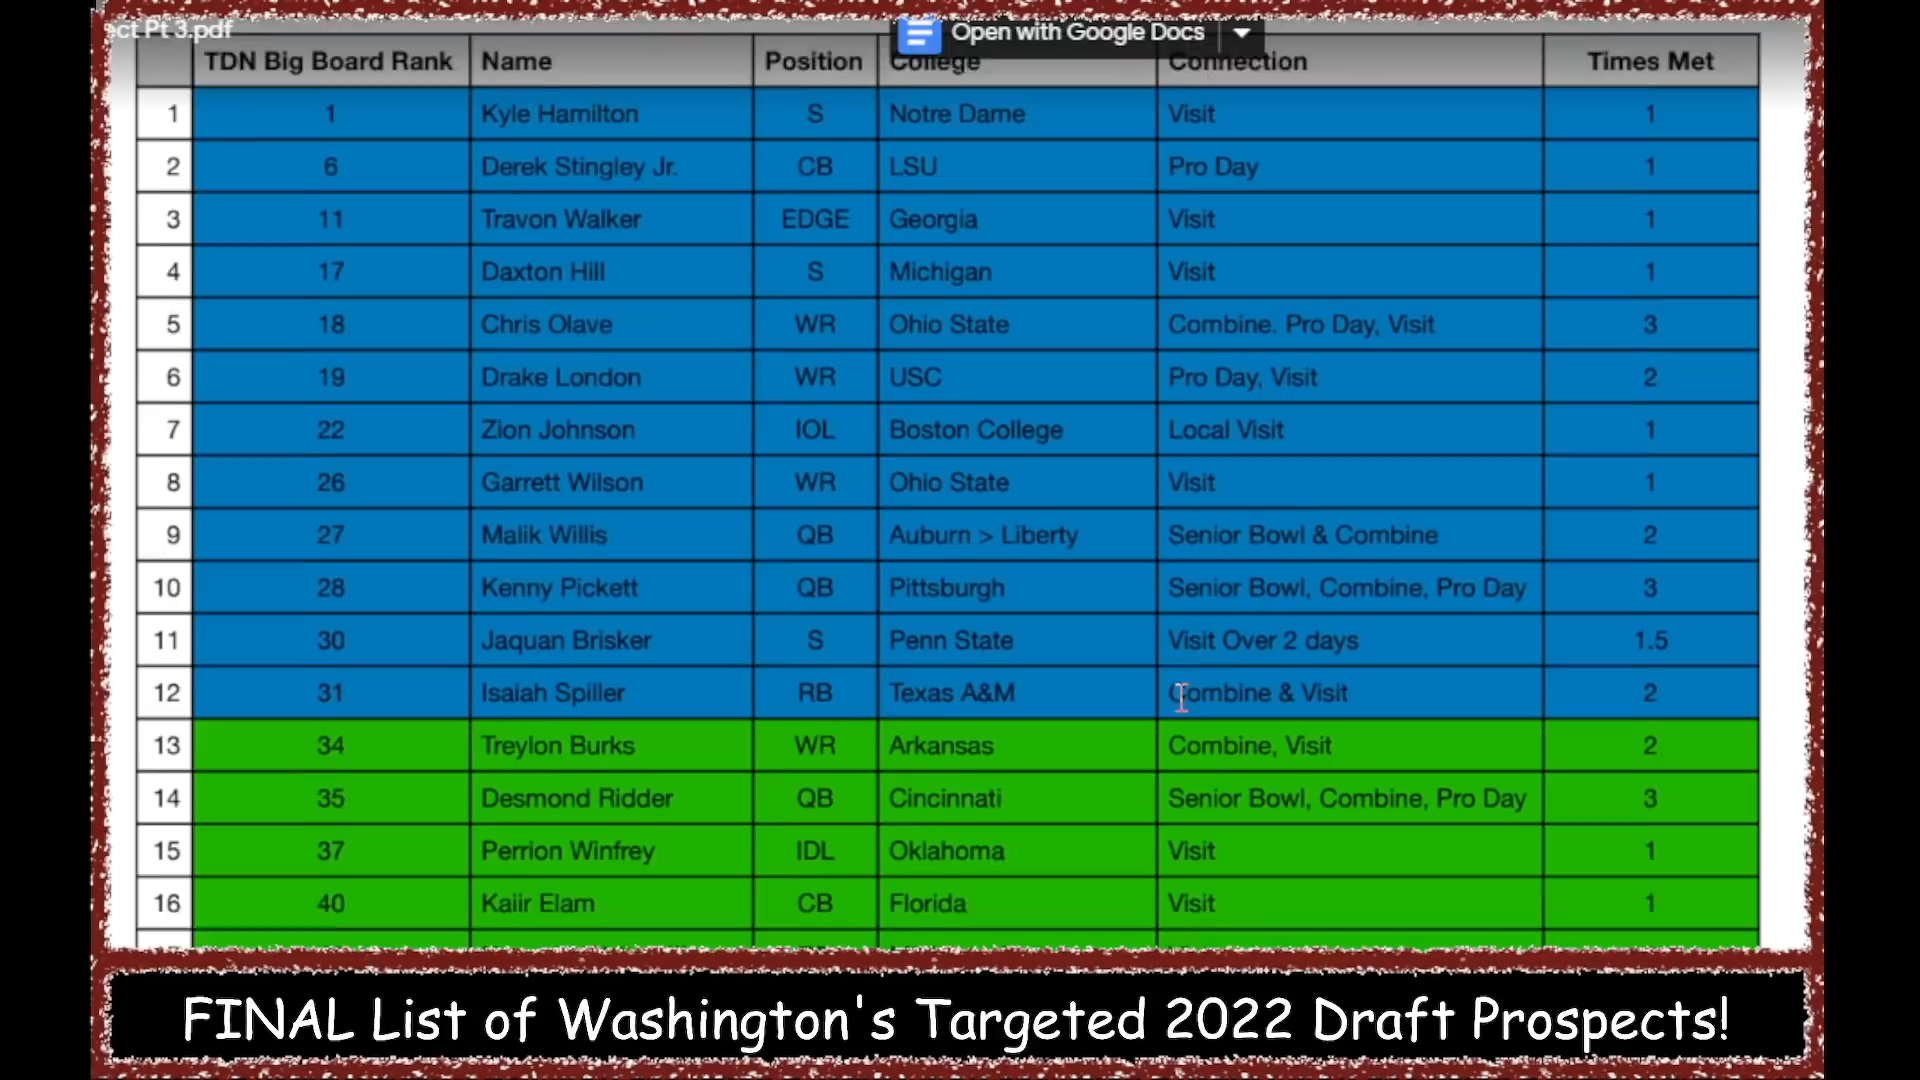 ect Pt 3.pdf
Open with Google Docs
TDN Big Board Rank Name Position College Connection Times Met
1 1 Kyle Hamilton S Notre Dame Visit 1
2 6 Derek Stingley Jr. CB LSU Pro Day 1
3 11 Travon Walker EDGE Georgia Visit 1
4 17 Daxton Hill S Michigan Visit 1
5 18 Chris Olave WR Ohio State Combine. Pro Day, Visit 3
6 19 Drake London WR USC Pro Day, Visit 2
7 22 Zion Johnson IOL Boston College Local Visit 1
8 26 Garrett Wilson WR Ohio State Visit 1
9 27 Malik Willis QB Auburn > Liberty Senior Bowl & Combine 2
10 28 Kenny Pickett QB Pittsburgh Senior Bowl, Combine, Pro Day 3
11 30 Jaquan Brisker S Penn State Visit Over 2 days 1.5
12 31 Isaiah Spiller RB Texas A&M Combine & Visit 2
13 34 Treylon Burks WR Arkansas Combine, Visit 2
14 35 Desmond Ridder QB Cincinnati Senior Bowl, Combine, Pro Day 3
15 37 Perrion Winfrey IDL Oklahoma Visit 1
16 40 Kaiir Elam CB Florida Visit 1
FINAL List of Washington's Targeted 2022 Draft Prospects!